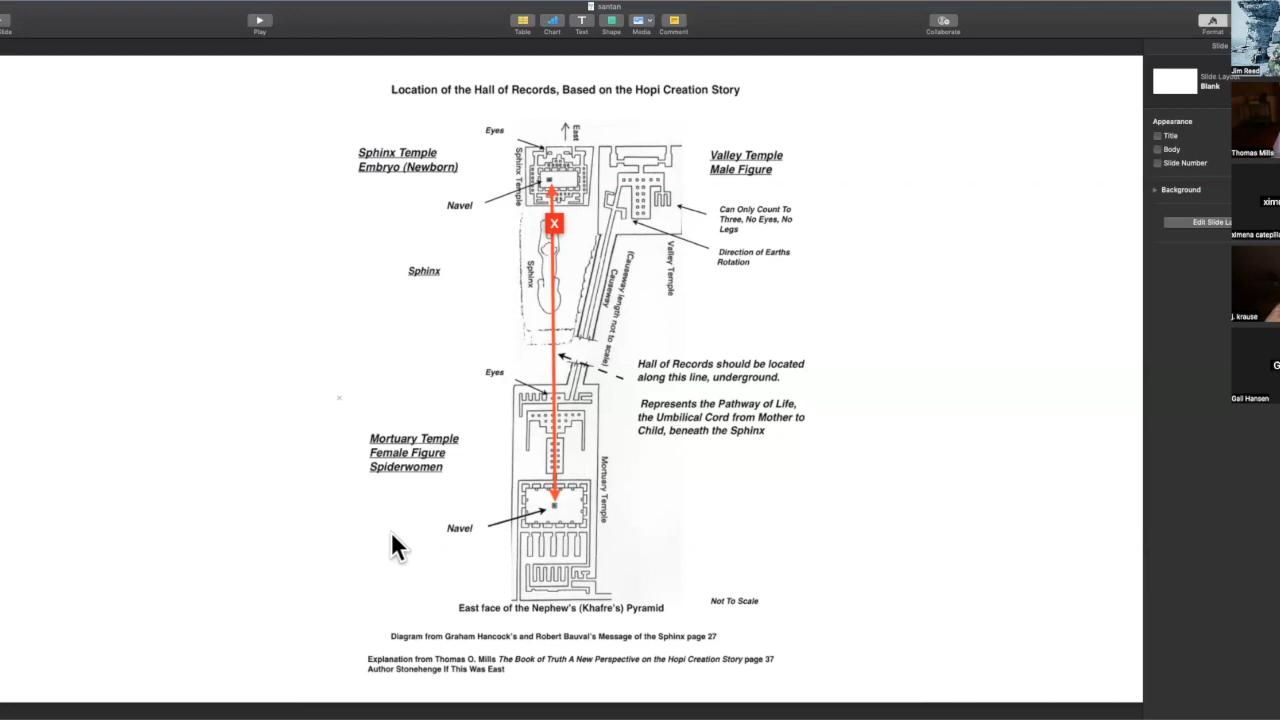 santan
Play
Table
Chart
Text
Shape
Media
Comment
Collaborate
Format
Slide
Jim Reed
Blank
Location of the Hall of Records, Based on the Hopi Creation Story
Appearance
Title
Body
Slide Number
Background
Thomas Mills
ximena catepilla
j. krause
Gail Hansen
Eyes
East
Sphinx Temple
Embryo (Newborn)
Sphinx Temple
Valley Temple
Male Figure
Navel
X
Can Only Count To
Three, No Eyes, No
Legs
Direction of Earths
Rotation
Sphinx
Sphinx
Valley Temple
Causeway
(Causeway length not to scale)
Hall of Records should be located
along this line, underground.
Eyes
Represents the Pathway of Life,
the Umbilical Cord from Mother to
Child, beneath the Sphinx
Mortuary Temple
Female Figure
Spiderwomen
Mortuary Temple
Navel
Not To Scale
East face of the Nephew's (Khafre's) Pyramid
Diagram from Graham Hancock's and Robert Bauval's Message of the Sphinx page 27
Explanation from Thomas O. Mills The Book of Truth A New Perspective on the Hopi Creation Story page 37
Author Stonehenge If This Was East